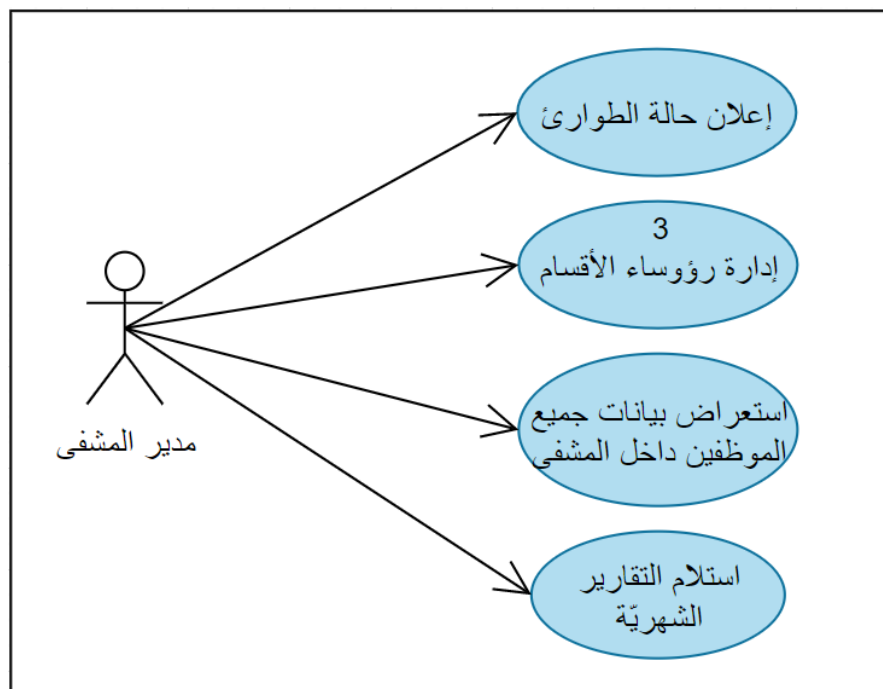 إعلان حالة الطوارئ
3
إدارة رؤوساء الأقسام
مدير المشفى
استعراض بيانات جميع
الموظفين داخل المشفى
استلام التقارير
الشهريّة